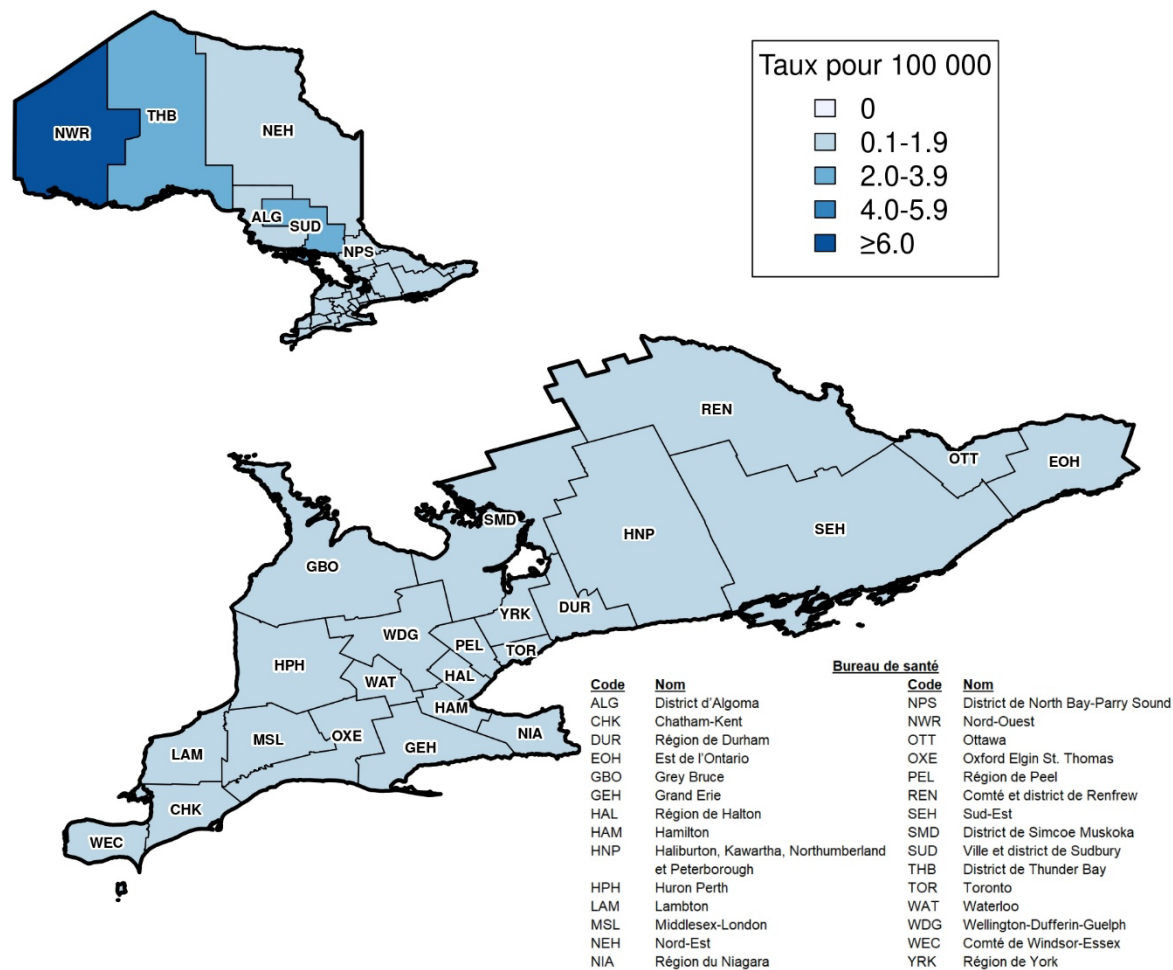 Taux pour 100 000
0
0.1-1.9
2.0-3.9
4.0-5.9
≥6.0
NWR
THB
NEH
ALG
SUD
NPS
REN
OTT
EOH
SMD
HNP
SEH
GBO
YRK
DUR
WDG
PEL
TOR
HPH
WAT
HAL
HAM
NIA
LAM
MSL
OXE
GEH
CHK
WEC
Bureau de santé
Code Nom Code Nom
ALG District d'Algoma NPS District de North Bay-Parry Sound
CHK Chatham-Kent NWR Nord-Ouest
DUR Région de Durham OTT Ottawa
EOH Est de l'Ontario OXE Oxford Elgin St. Thomas
GBO Grey Bruce PEL Région de Peel
GEH Grand Erie REN Comté et district de Renfrew
HAL Région de Halton SEH Sud-Est
HAM Hamilton SMD District de Simcoe Muskoka
HNP Haliburton, Kawartha, Northumberland SUD Ville et district de Sudbury
et Peterborough THB District de Thunder Bay
HPH Huron Perth TOR Toronto
LAM Lambton WAT Waterloo
MSL Middlesex-London WDG Wellington-Dufferin-Guelph
NEH Nord-Est WEC Comté de Windsor-Essex
NIA Région du Niagara YRK Région de York